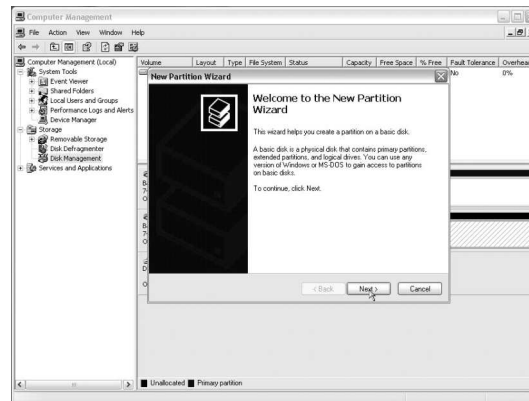 Computer Management
File Action View Window Help
Computer Management (Local)
System Tools
Event Viewer
Shared Folders
Local Users and Groups
Performance Logs and Alerts
Device Manager
Storage
Removable Storage
Disk Defragmenter
Disk Management
Services and Applications
Volume Layout Type File System Status Capacity Free Space % Free Fault Tolerance Overhead
No 0%
New Partition Wizard
Welcome to the New Partition
Wizard
This wizard helps you create a partition on a basic disk.
A basic disk is a physical disk that contains primary partitions,
extended partitions, and logical drives. You can use any
version of Windows or MS-DOS to gain access to partitions
on basic disks.
To continue, click Next.
< Back Next > Cancel
Unallocated Primary partition